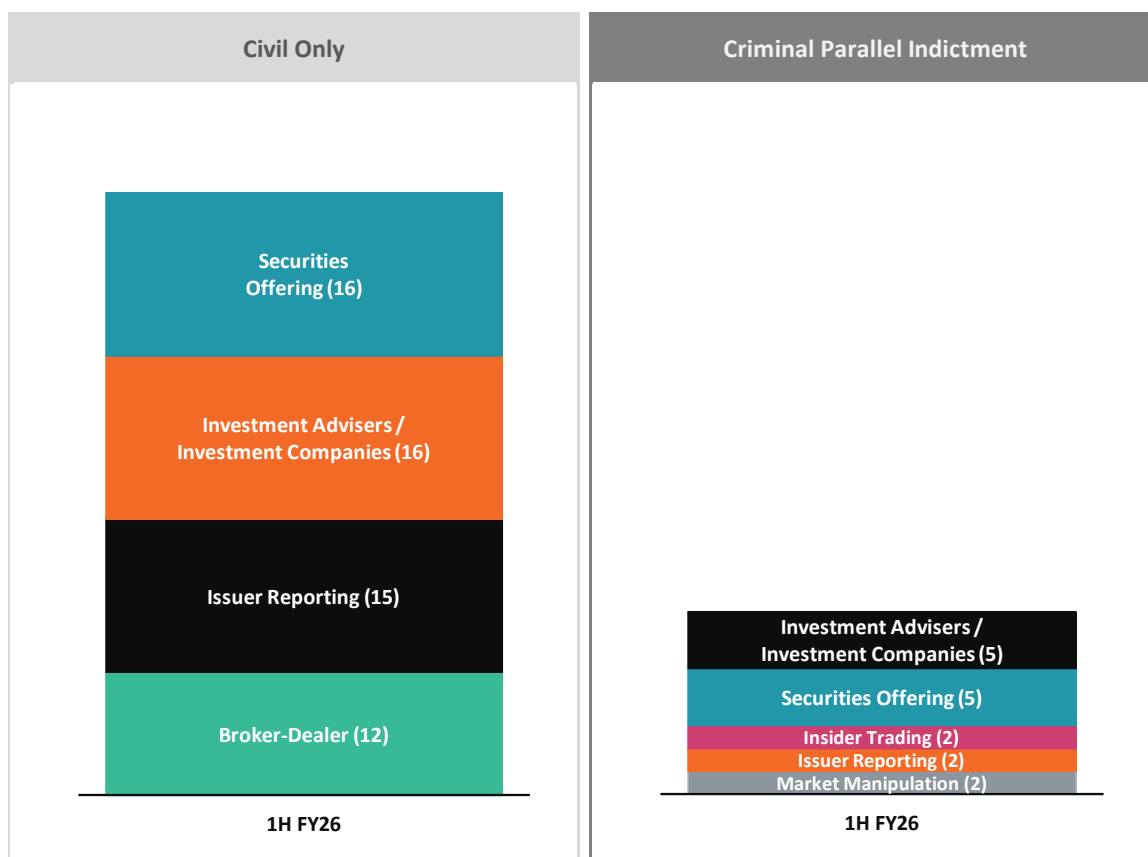 Civil Only
Securities
Offering (16)
Investment Advisers /
Investment Companies (16)
Issuer Reporting (15)
Broker-Dealer (12)
1H FY26
Criminal Parallel Indictment
Investment Advisers /
Investment Companies (5)
Securities Offering (5)
Insider Trading (2)
Issuer Reporting (2)
Market Manipulation (2)
1H FY26